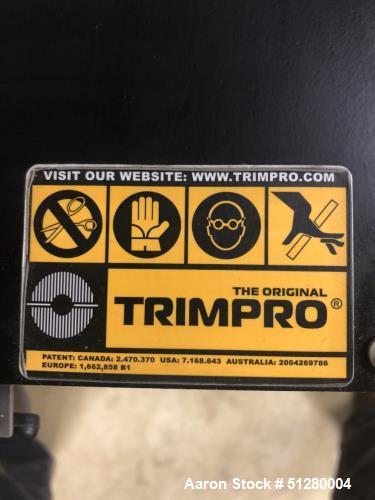 VISIT OUR WEBSITE: WWW.TRIMPRO.COM
THE ORIGINAL
TRIMPRO®
PATENT: CANADA: 2.470.370 USA: 7.168.643 AUSTRALIA: 2004269786
EUROPE: 1,662,858 B1
Aaron Stock # 51280004